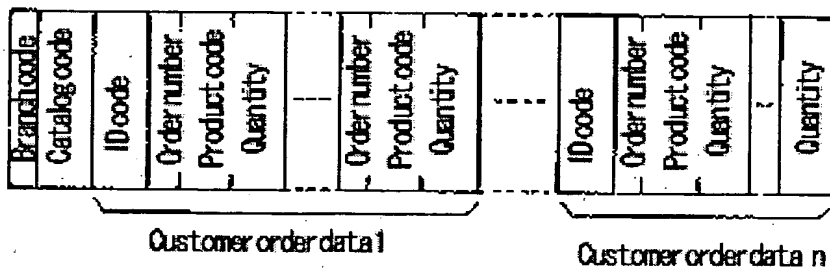 Branch code
Catalog code
ID code
Order number
Product code
Quantity
Order number
Product code
Quantity
ID code
Order number
Product code
Quantity
Quantity
Customer order data 1
Customer order data n